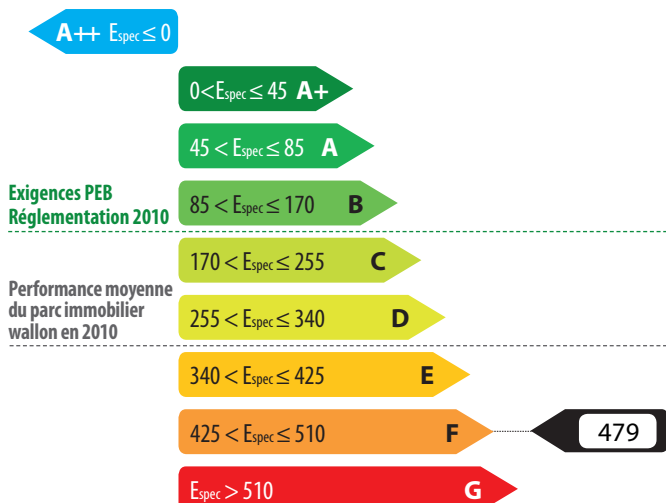 A++ Espec ≤ 0
0<Espec ≤ 45 A+
45 < Espec ≤ 85 A
Exigences PEB
Réglementation 2010
85 < Espec ≤ 170 B
170 < Espec ≤ 255 C
Performance moyenne
du parc immobilier
wallon en 2010
255 < Espec ≤ 340 D
340 < Espec ≤ 425 E
425 < Espec ≤ 510 F
479
Espec > 510 G